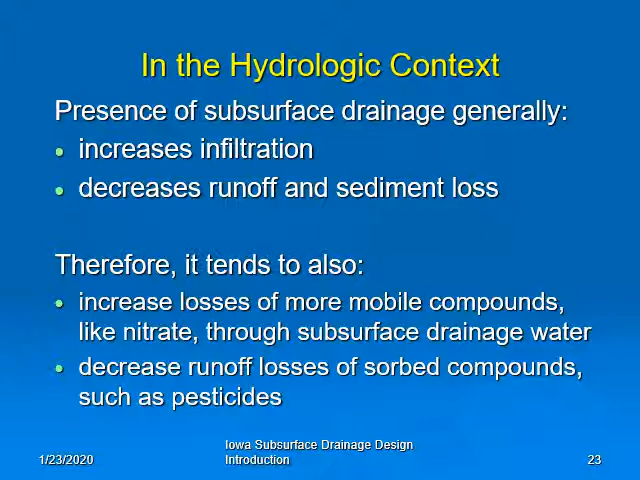 In the Hydrologic Context
Presence of subsurface drainage generally:
• increases infiltration
• decreases runoff and sediment loss
Therefore, it tends to also:
• increase losses of more mobile compounds,
like nitrate, through subsurface drainage water
• decrease runoff losses of sorbed compounds,
such as pesticides
1/23/2020
Iowa Subsurface Drainage Design
Introduction
23